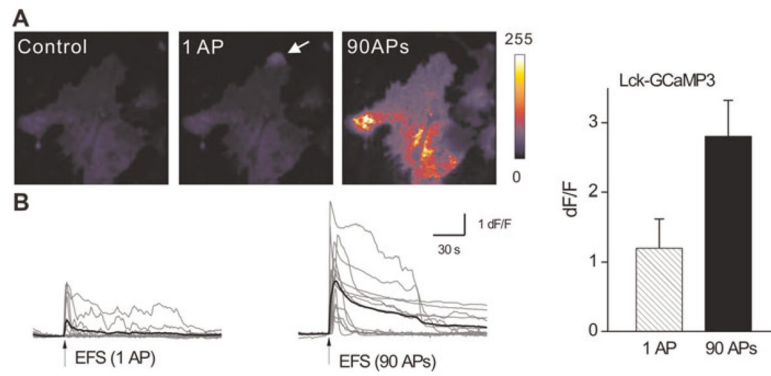 A
Control
1 AP
90APs
255
0
B
1 dF/F
30 s
EFS (1 AP)
EFS (90 APs)
Lck-GCaMP3
dF/F
3
2
1
0
1 AP
90 APs